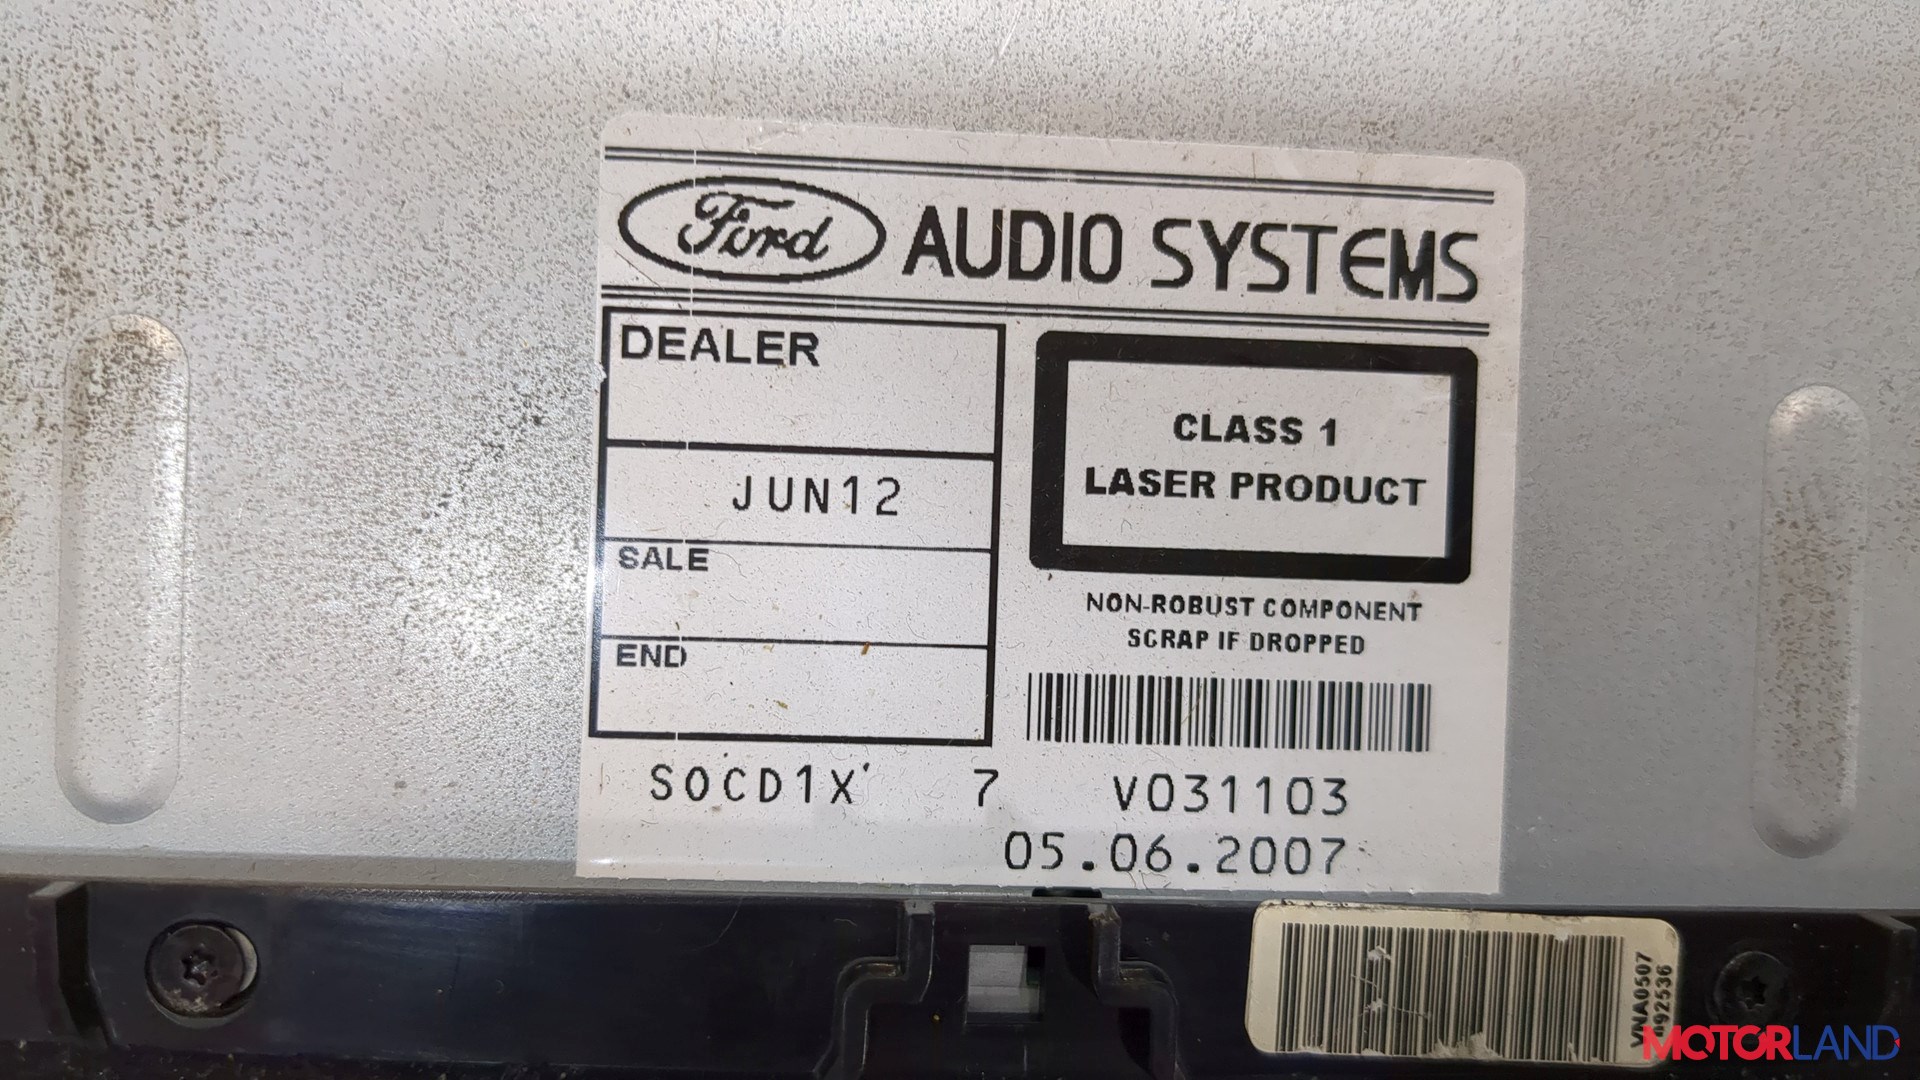 Ford AUDIO SYSTEMS
DEALER
JUN12
SALE
END
CLASS 1
LASER PRODUCT
NON-ROBUST COMPONENT
SCRAP IF DROPPED
S0CD1X' 7 V031103
05.06.2007
VNA0507
092536
MOTORLAND